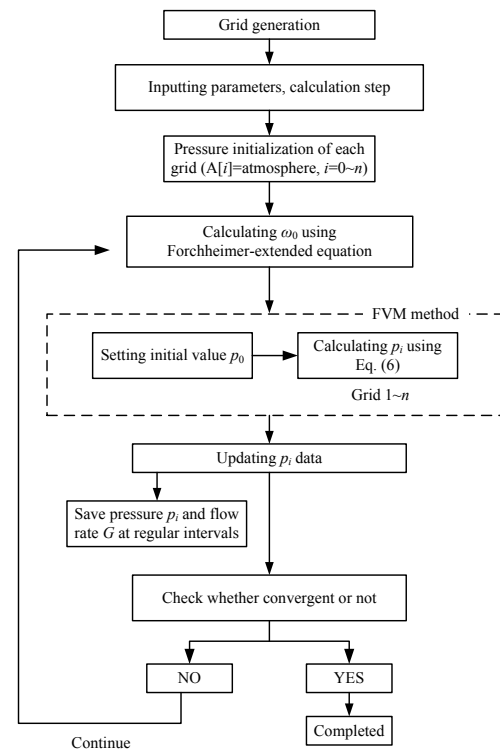 Grid generation
Inputting parameters, calculation step
Pressure initialization of each
grid (A[i]=atmosphere, i=0~n)
Calculating ω0 using
Forchheimer-extended equation
FVM method
Setting initial value p0
Calculating pi using
Eq. (6)
Grid 1~n
Updating pi data
Save pressure pi and flow
rate G at regular intervals
Check whether convergent or not
NO
YES
Completed
Continue